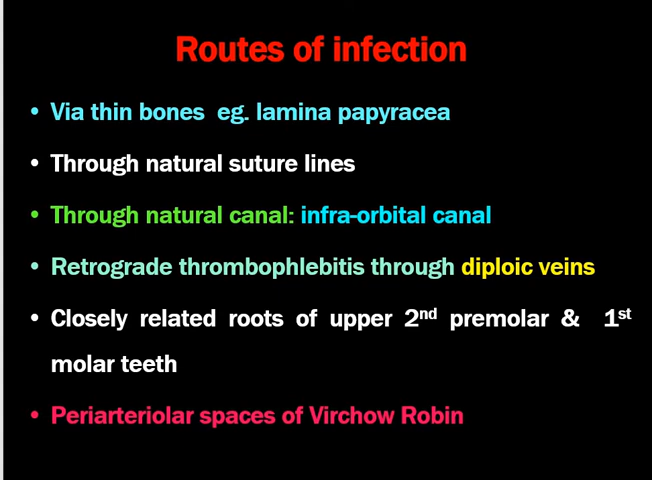 Routes of infection
• Via thin bones eg. lamina papyracea
• Through natural suture lines
• Through natural canal: infra-orbital canal
• Retrograde thrombophlebitis through diploic veins
• Closely related roots of upper 2nd premolar & 1st
molar teeth
• Periarteriolar spaces of Virchow Robin